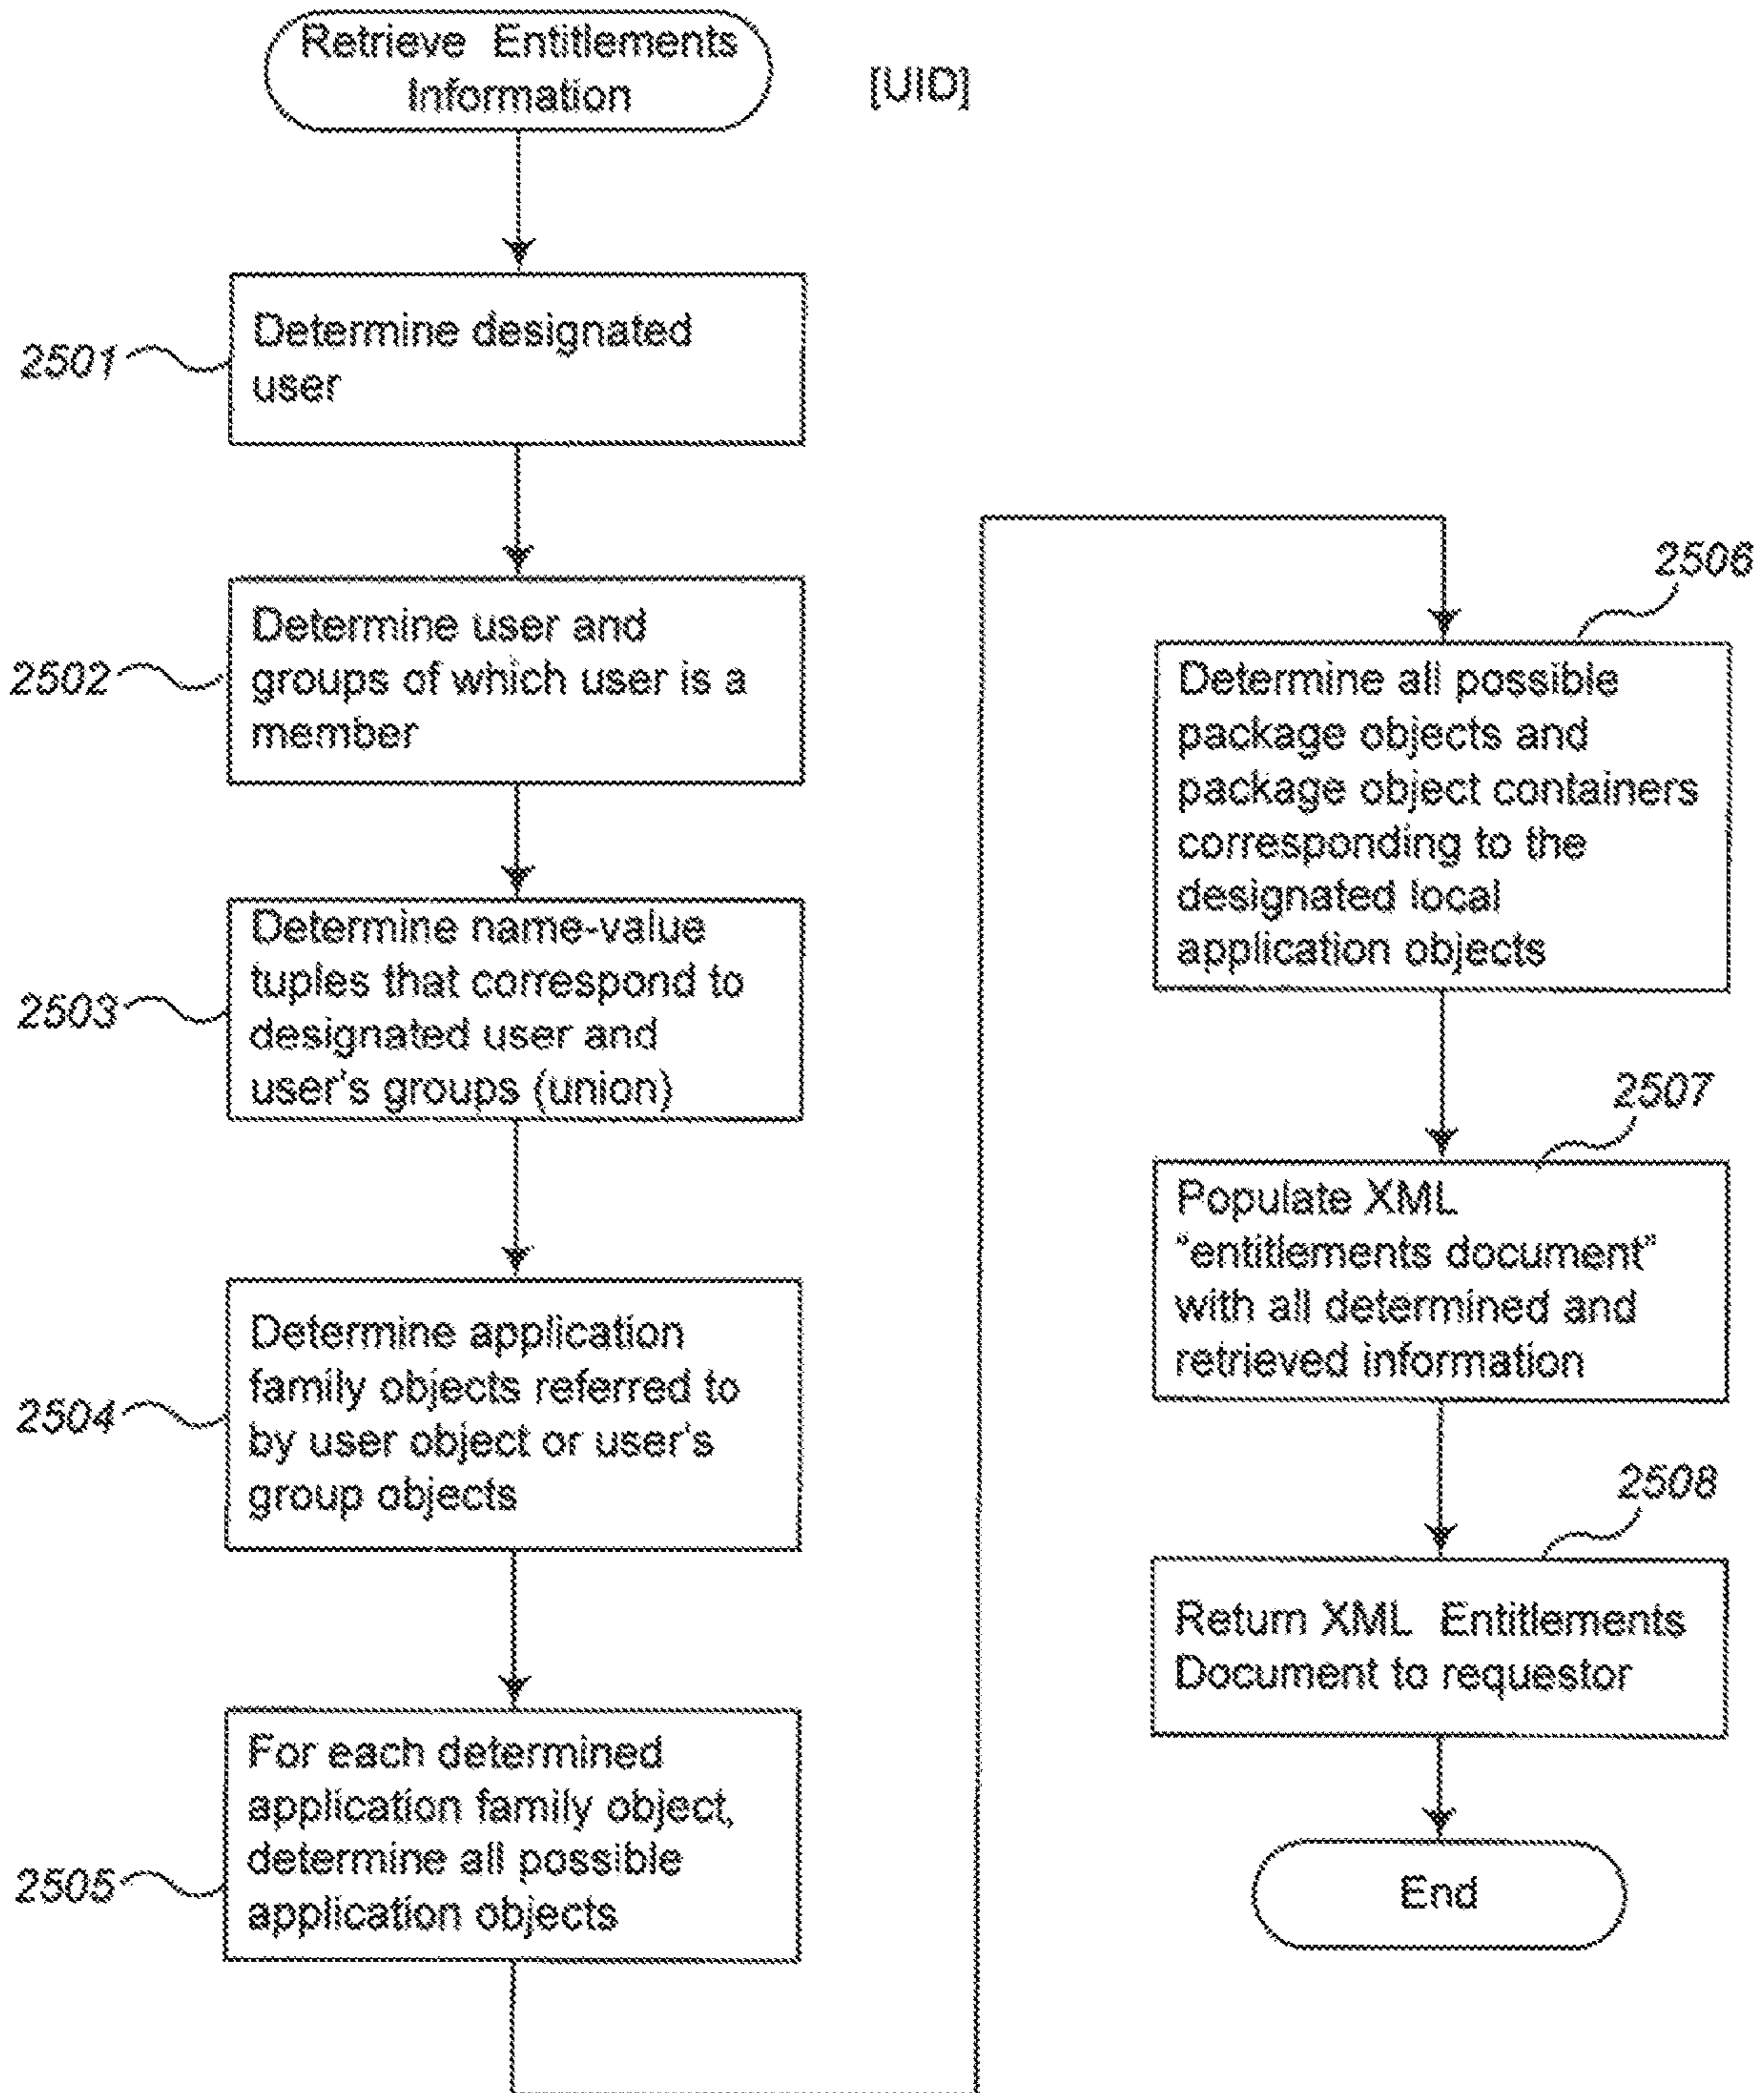 Retrieve Entitlements
Information
[UID]
2501
Determine designated
user
2502
Determine user and
groups of which user is a
member
2503
Determine name-value
tuples that correspond to
designated user and
user's groups (union)
2504
Determine application
family objects referred to
by user object or user's
group objects
2505
For each determined
application family object,
determine all possible
application objects
2506
Determine all possible
package objects and
package object containers
corresponding to the
designated local
application objects
2507
Populate XML
"entitlements document"
with all determined and
retrieved information
2508
Return XML Entitlements
Document to requestor
End